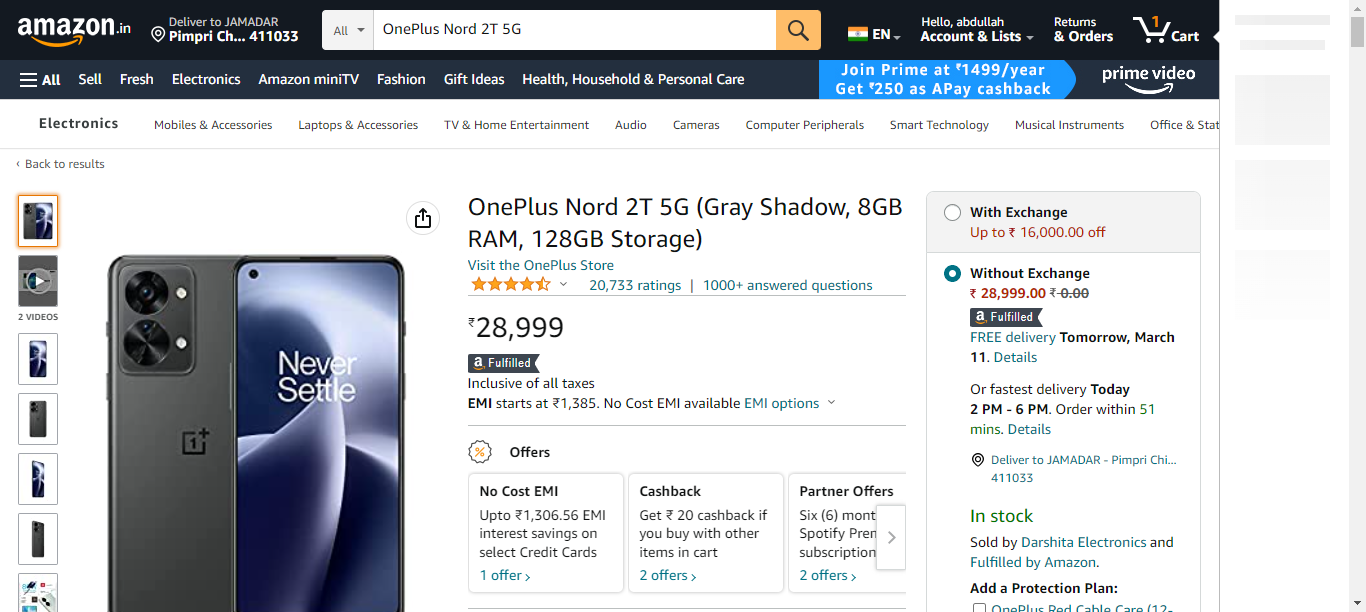 amazon.in
Deliver to JAMADAR
Pimpri Ch... 411033
All
OnePlus Nord 2T 5G
EN
Hello, abdullah
Account & Lists
Returns
& Orders
1
Cart
All
Sell
Fresh
Electronics
Amazon miniTV
Fashion
Gift Ideas
Health, Household & Personal Care
Join Prime at ₹1499/year
Get ₹250 as APay cashback
prime video
Electronics
Mobiles & Accessories
Laptops & Accessories
TV & Home Entertainment
Audio
Cameras
Computer Peripherals
Smart Technology
Musical Instruments
Office & Stat
‹ Back to results
2 VIDEOS
Never
Settle
1+
OnePlus Nord 2T 5G (Gray Shadow, 8GB
RAM, 128GB Storage)
Visit the OnePlus Store
20,733 ratings | 1000+ answered questions
₹28,999
a Fulfilled
Inclusive of all taxes
EMI starts at ₹1,385. No Cost EMI available EMI options
% Offers
No Cost EMI
Upto ₹1,306.56 EMI
interest savings on
select Credit Cards
1 offer ›
Cashback
Get ₹ 20 cashback if
you buy with other
items in cart
2 offers ›
Partner Offers
Six (6) mont
Spotify Prem
subscription
2 offers ›
With Exchange
Up to ₹ 16,000.00 off
Without Exchange
₹ 28,999.00 ₹ 0.00
a Fulfilled
FREE delivery Tomorrow, March
11. Details
Or fastest delivery Today
2 PM - 6 PM. Order within 51
mins. Details
Deliver to JAMADAR - Pimpri Chi...
411033
In stock
Sold by Darshita Electronics and
Fulfilled by Amazon.
Add a Protection Plan:
OnePlus Red Cable Care (12-